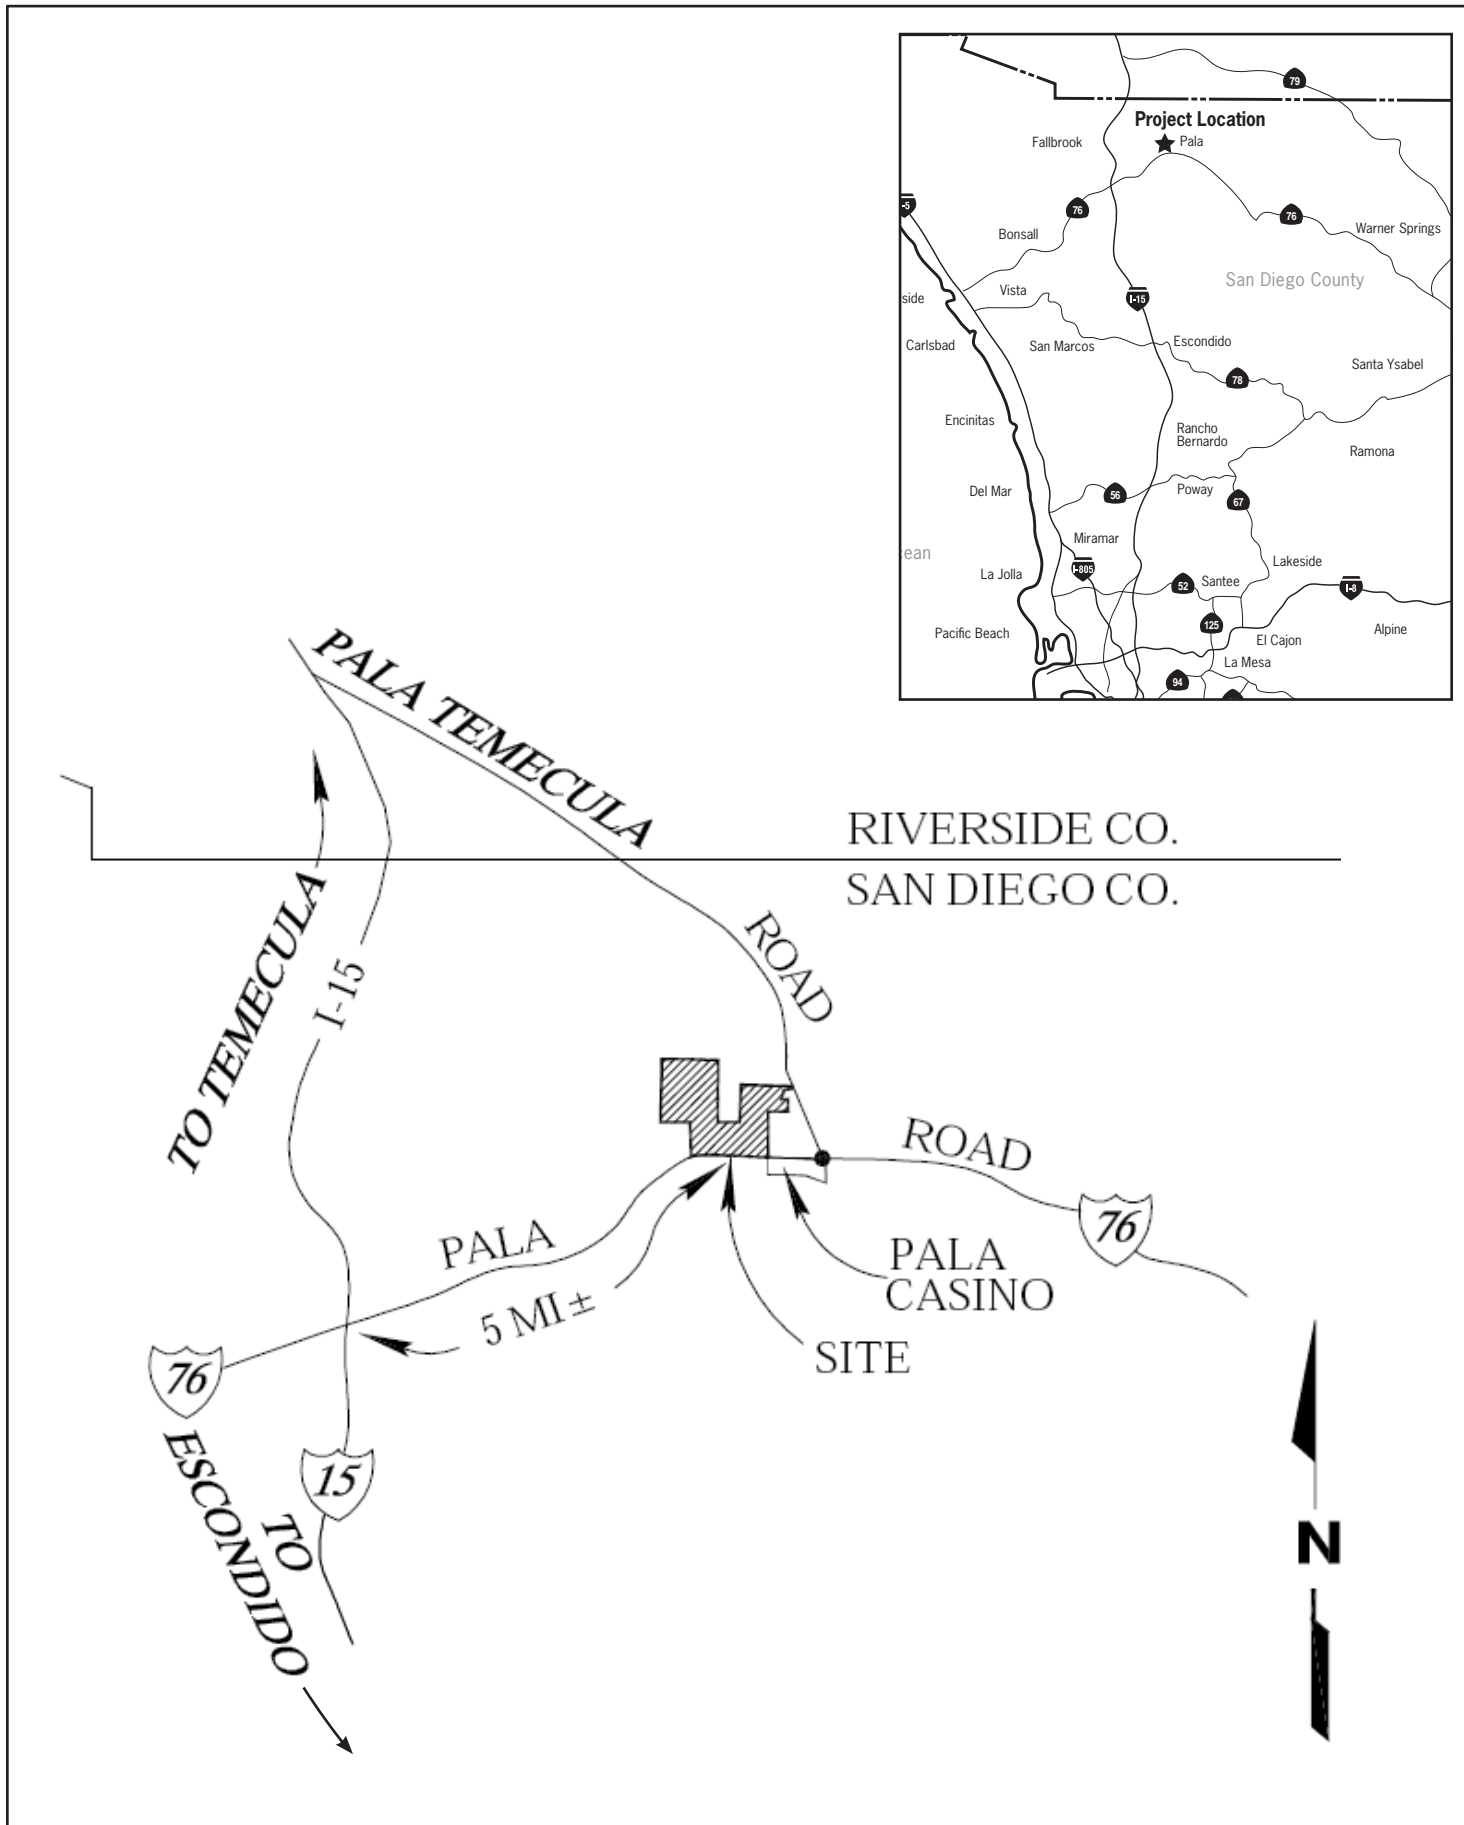 79
Project Location
Fallbrook
Pala
I-5
76
76
Bonsall
Warner Springs
San Diego County
Vista
I-15
side
Carlsbad
San Marcos
Escondido
Santa Ysabel
78
Encinitas
Rancho
Bernardo
Ramona
Del Mar
56
Poway
67
Miramar
ean
I-805
Lakeside
La Jolla
52
Santee
I-8
125
Pacific Beach
El Cajon
Alpine
La Mesa
94
PALA TEMECULA
ROAD
RIVERSIDE CO.
SAN DIEGO CO.
TO TEMECULA
I-15
ROAD
76
PALA
PALA
CASINO
5 MI ±
SITE
76
15
TO
ESCONDIDO
N